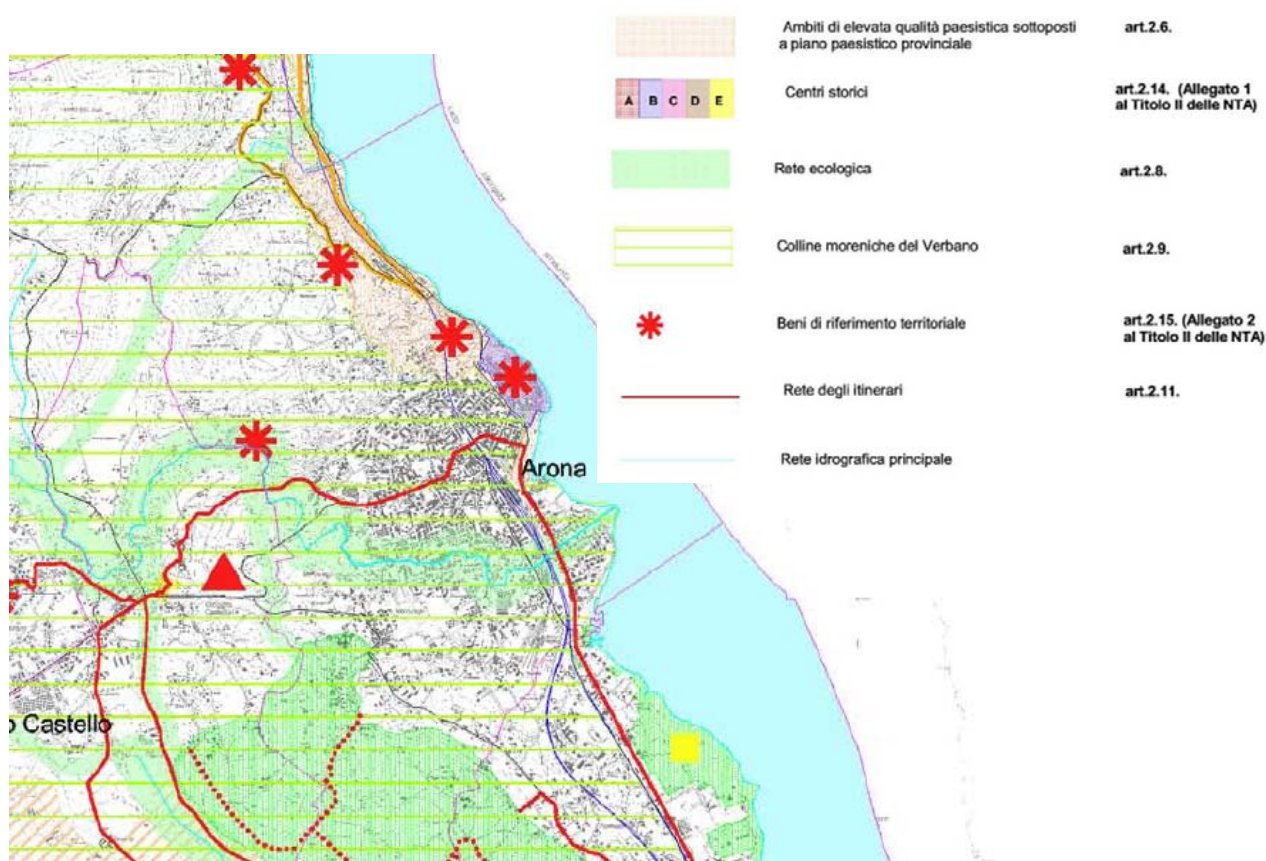 Ambiti di elevata qualità paesistica sottoposti
a piano paesistico provinciale
art.2.6.
A B C D E
Centri storici
art.2.14. (Allegato 1
al Titolo II delle NTA)
Rete ecologica
art.2.8.
Colline moreniche del Verbano
art.2.9.
Beni di riferimento territoriale
art.2.15. (Allegato 2
al Titolo II delle NTA)
Rete degli itinerari
art.2.11.
Rete idrografica principale
Arona
o Castello